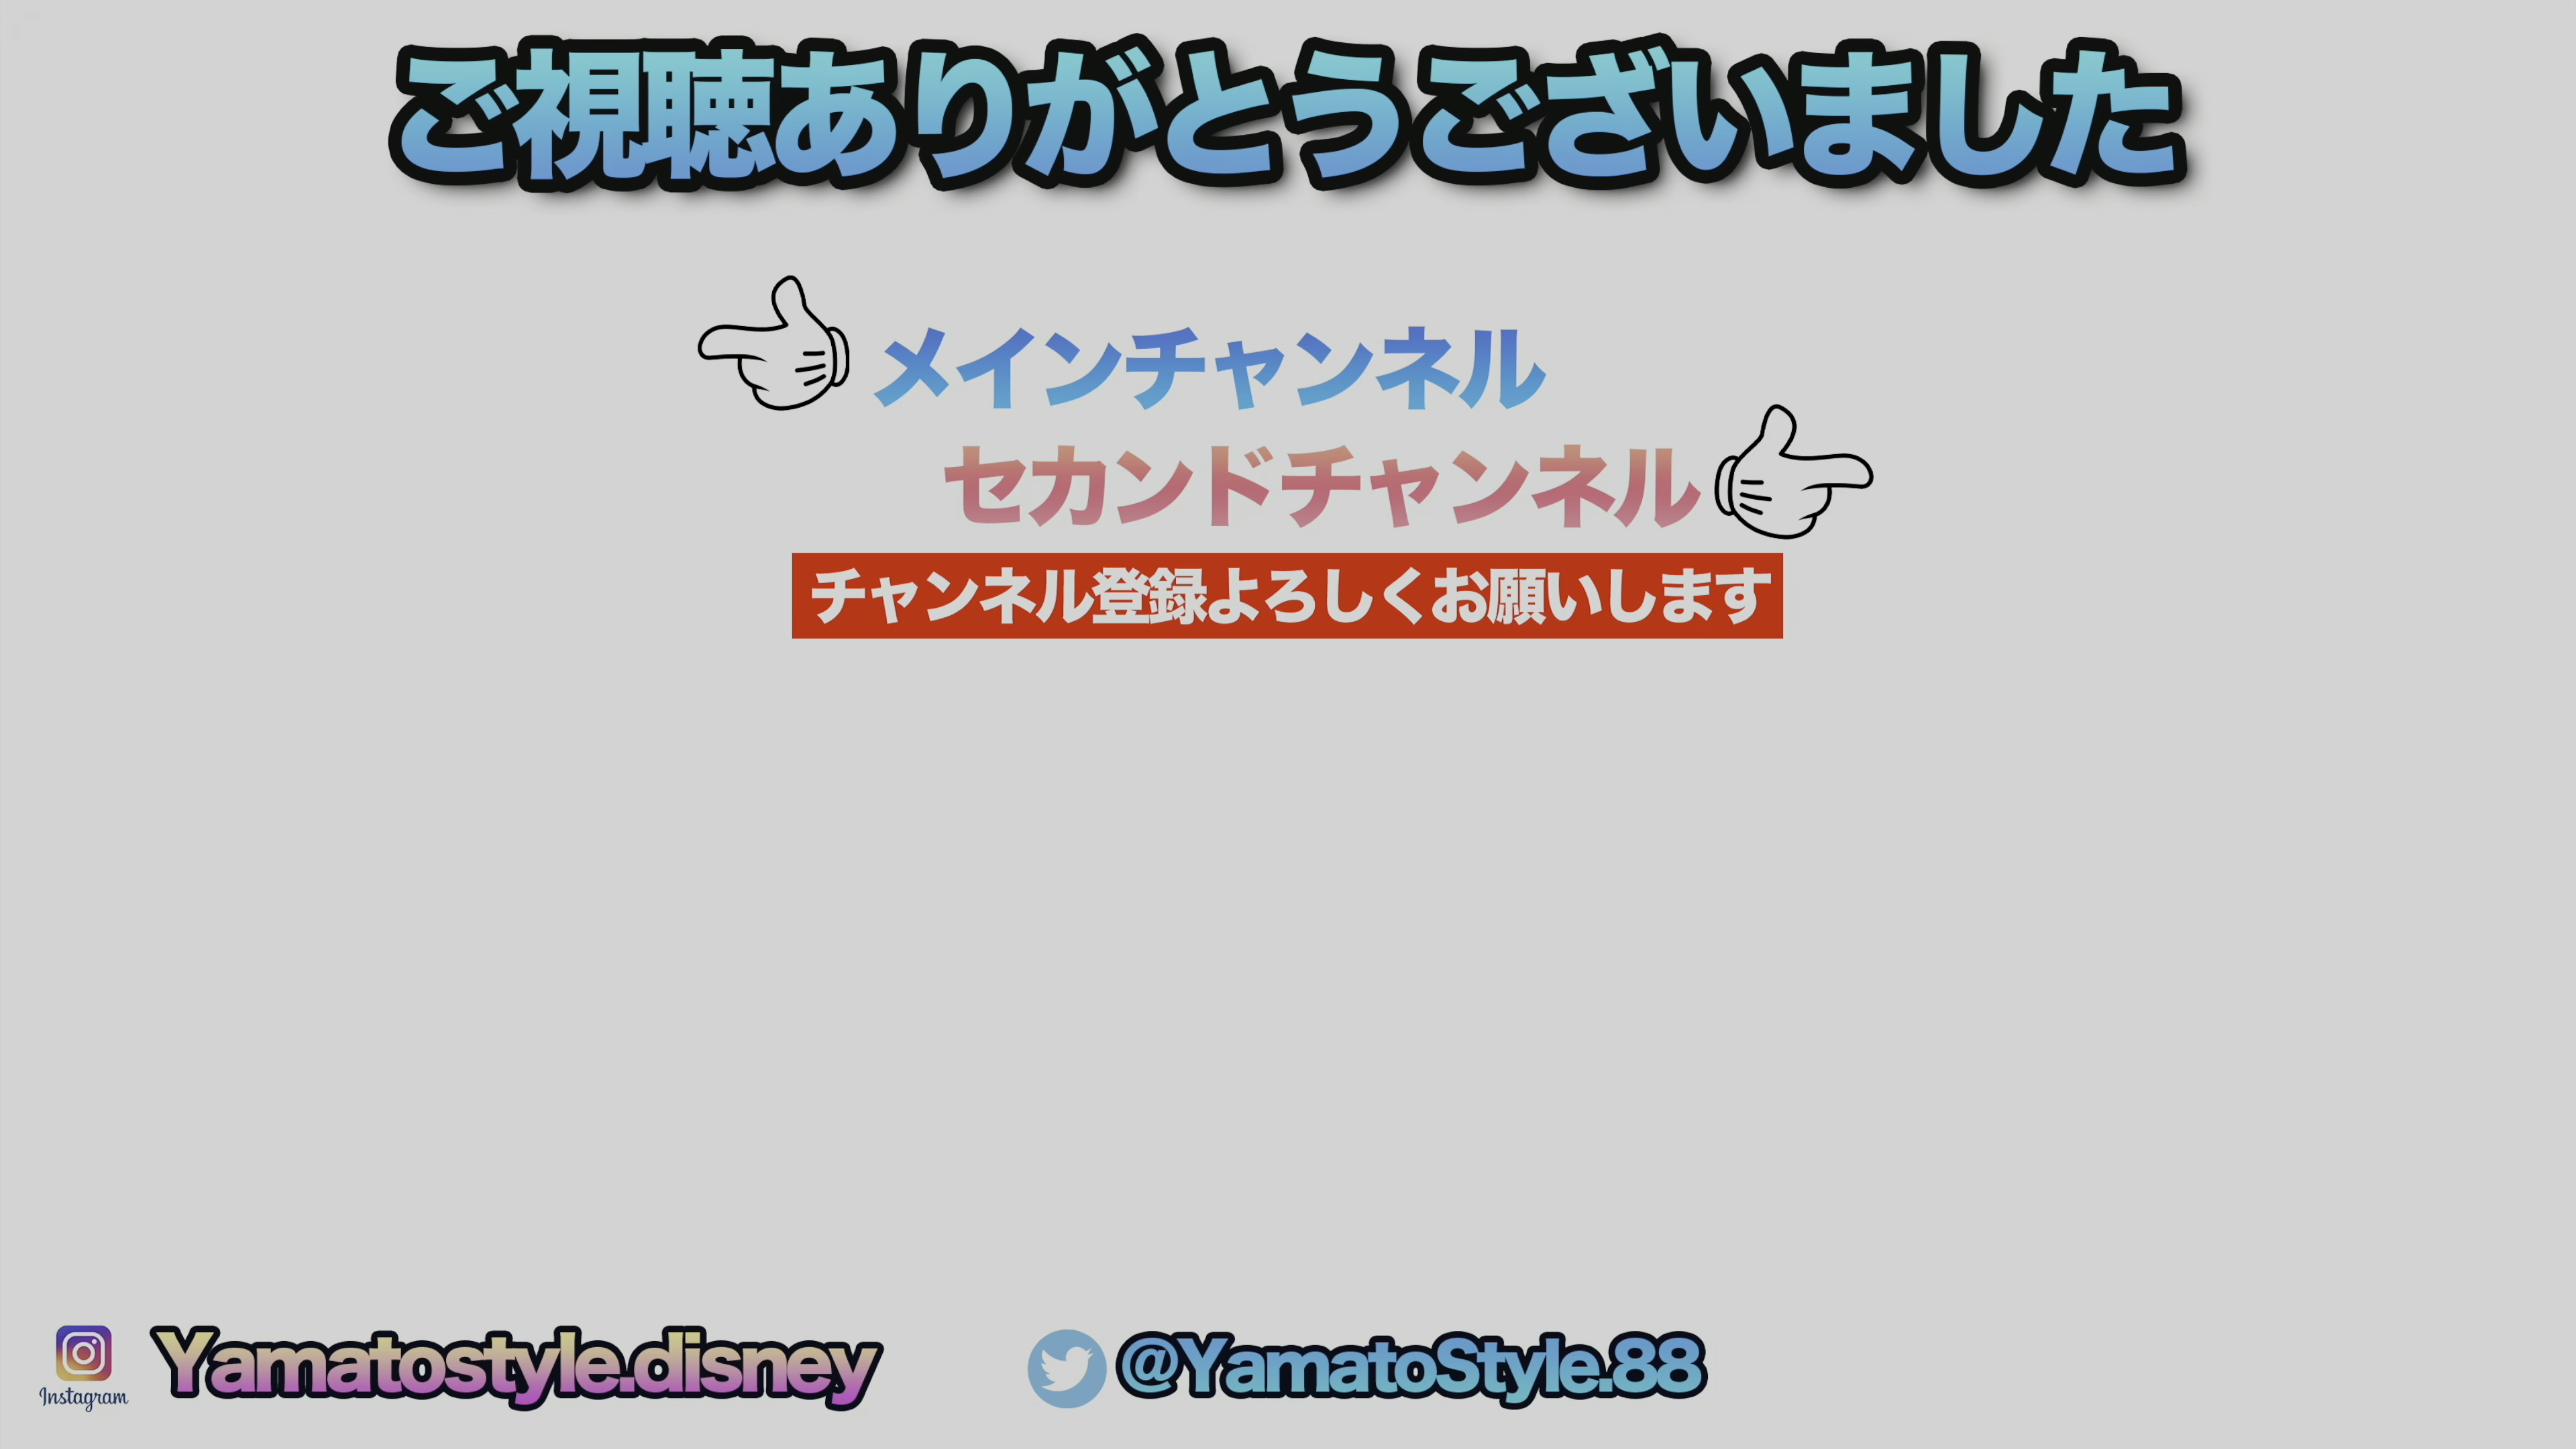 ご視聴ありがとうございました
メインチャンネル
セカンドチャンネル
チャンネル登録よろしくお願いします
Instagram
Yamatostyle.disney
@YamatoStyle.88